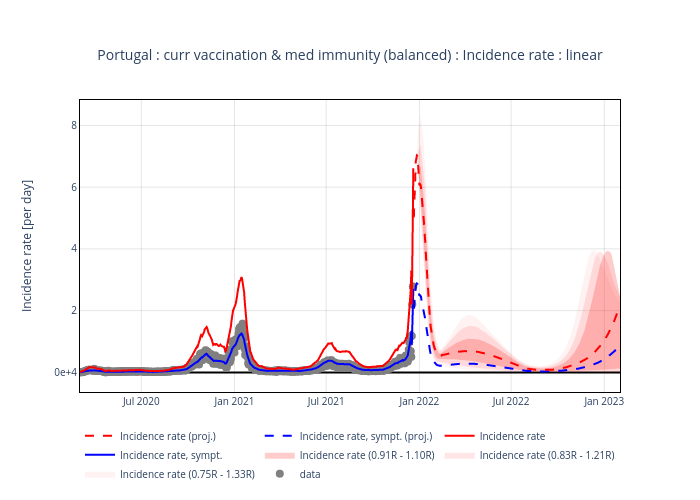 Portugal : curr vaccination & med immunity (balanced) : Incidence rate : linear
Incidence rate [per day]
8
6
4
2
0e+4
Jul 2020
Jan 2021
Jul 2021
Jan 2022
Jul 2022
Jan 2023
Incidence rate (proj.)
Incidence rate, sympt. (proj.)
Incidence rate
Incidence rate, sympt.
Incidence rate (0.91R - 1.10R)
Incidence rate (0.83R - 1.21R)
Incidence rate (0.75R - 1.33R)
data